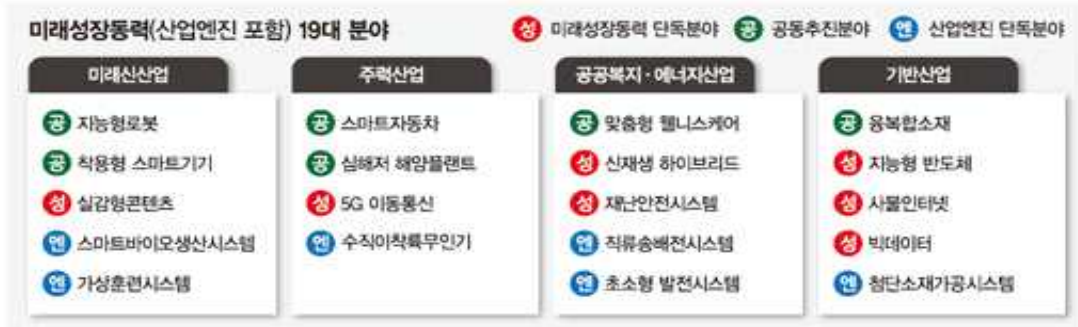 미래성장동력(산업엔진 포함) 19대 분야
성 미래성장동력 단독분야 공 공동추진분야 엔 산업엔진 단독분야
미래신산업
공 지능형로봇
공 착용형 스마트기기
성 실감형콘텐츠
엔 스마트바이오생산시스템
엔 가상훈련시스템
주력산업
공 스마트자동차
공 심해저 해양플랜트
성 5G 이동통신
엔 수직이착륙무인기
공공복지·에너지산업
공 맞춤형 웰니스케어
성 신재생 하이브리드
성 재난안전시스템
엔 직류송배전시스템
엔 초소형 발전시스템
기반산업
공 융복합소재
성 지능형 반도체
성 사물인터넷
성 빅데이터
엔 첨단소재가공시스템